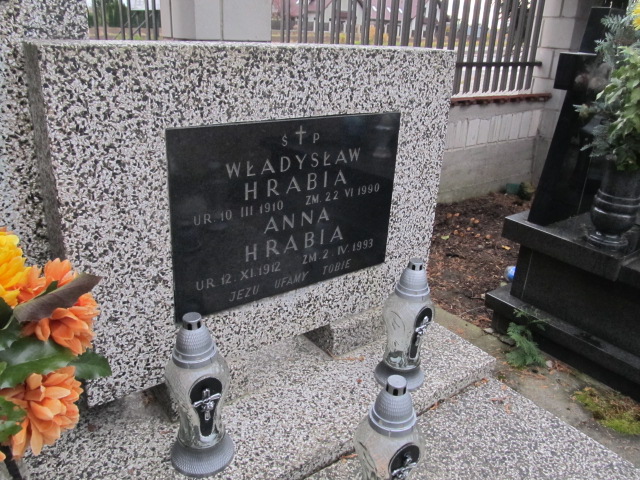 Ś † P
WŁADYSŁAW
HRABIA
UR. 10 III 1910 ZM. 22 VI 1990
ANNA
HRABIA
UR. 12. XI. 1912 ZM. 2. IV. 1993
JEZU UFAMY TOBIE